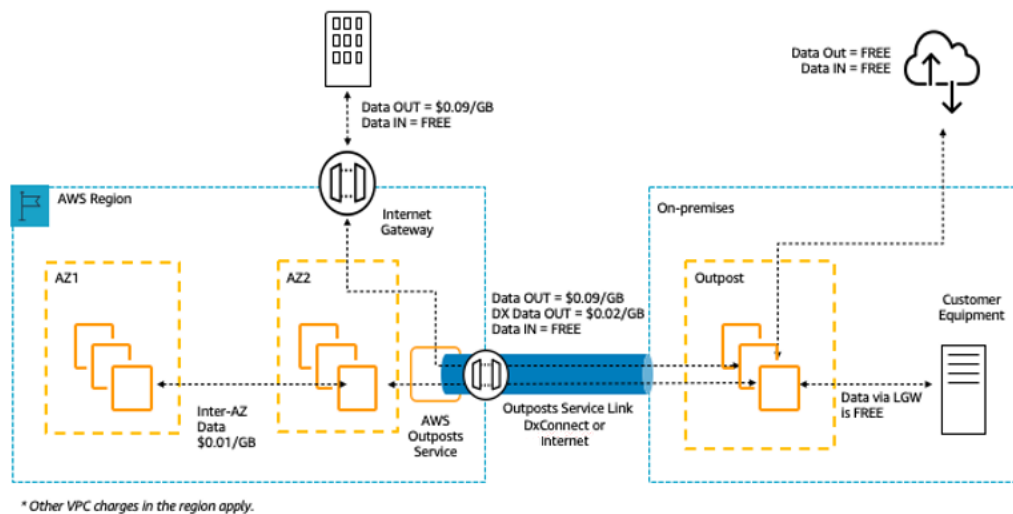 Data Out = FREE
Data IN = FREE
Data OUT = $0.09/GB
Data IN = FREE
AWS Region
Internet
Gateway
On-premises
AZ1
AZ2
Outpost
Data OUT = $0.09/GB
DX Data OUT = $0.02/GB
Data IN = FREE
Customer
Equipment
Inter-AZ
Data
$0.01/GB
AWS
Outposts
Service
Outposts Service Link
DxConnect or
Internet
Data via LGW
is FREE
* Other VPC charges in the region apply.